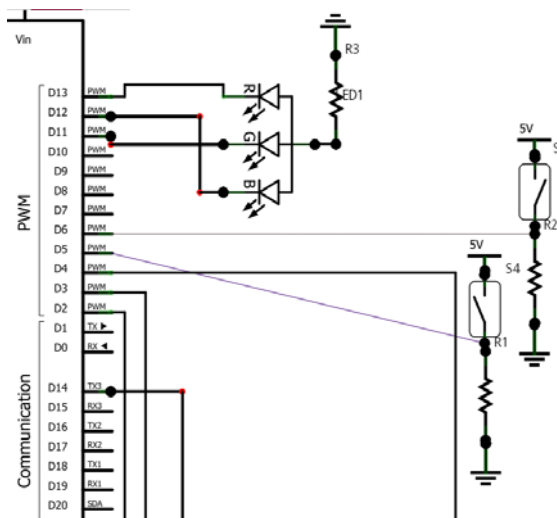 Vin
PWM
D13 PWM
D12 PWM
D11 PWM
D10 PWM
D9 PWM
D8 PWM
D7 PWM
D6 PWM
D5 PWM
D4 PWM
D3 PWM
D2 PWM
Communication
D1 TX
D0 RX
D14 TX3
D15 RX3
D16 TX2
D17 RX2
D18 TX1
D19 RX1
D20 SDA
R
G
B
R3
ED1
5V
S
R2
5V
S4
R1